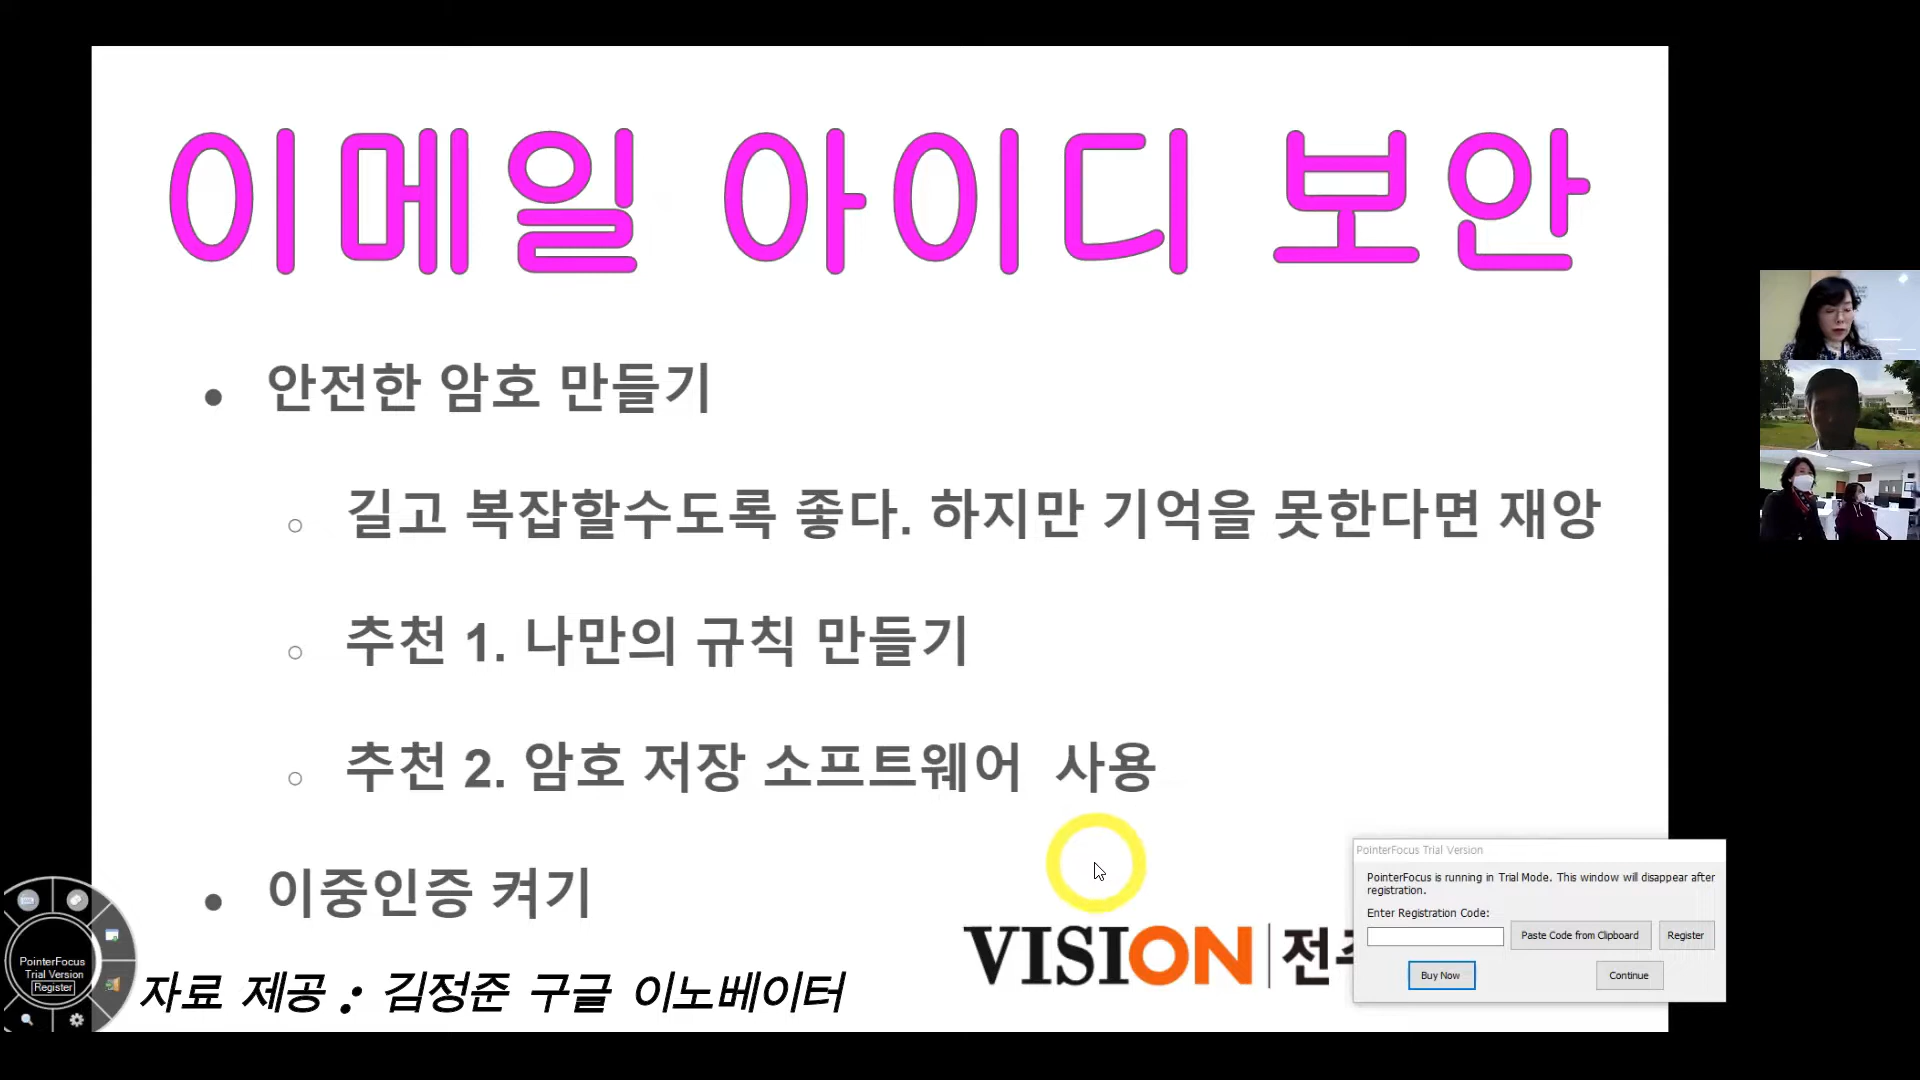 이메일 아이디 보안
• 안전한 암호 만들기
○ 길고 복잡할수도록 좋다. 하지만 기억을 못한다면 재앙
○ 추천 1. 나만의 규칙 만들기
○ 추천 2. 암호 저장 소프트웨어 사용
• 이중인증 켜기
자료 제공 : 김정준 구글 이노베이터
VISION 전주
PointerFocus Trial Version
PointerFocus is running in Trial Mode. This window will disappear after
registration.
Enter Registration Code:
Paste Code from Clipboard
Register
Buy Now
Continue
PointerFocus
Trial Version
Register